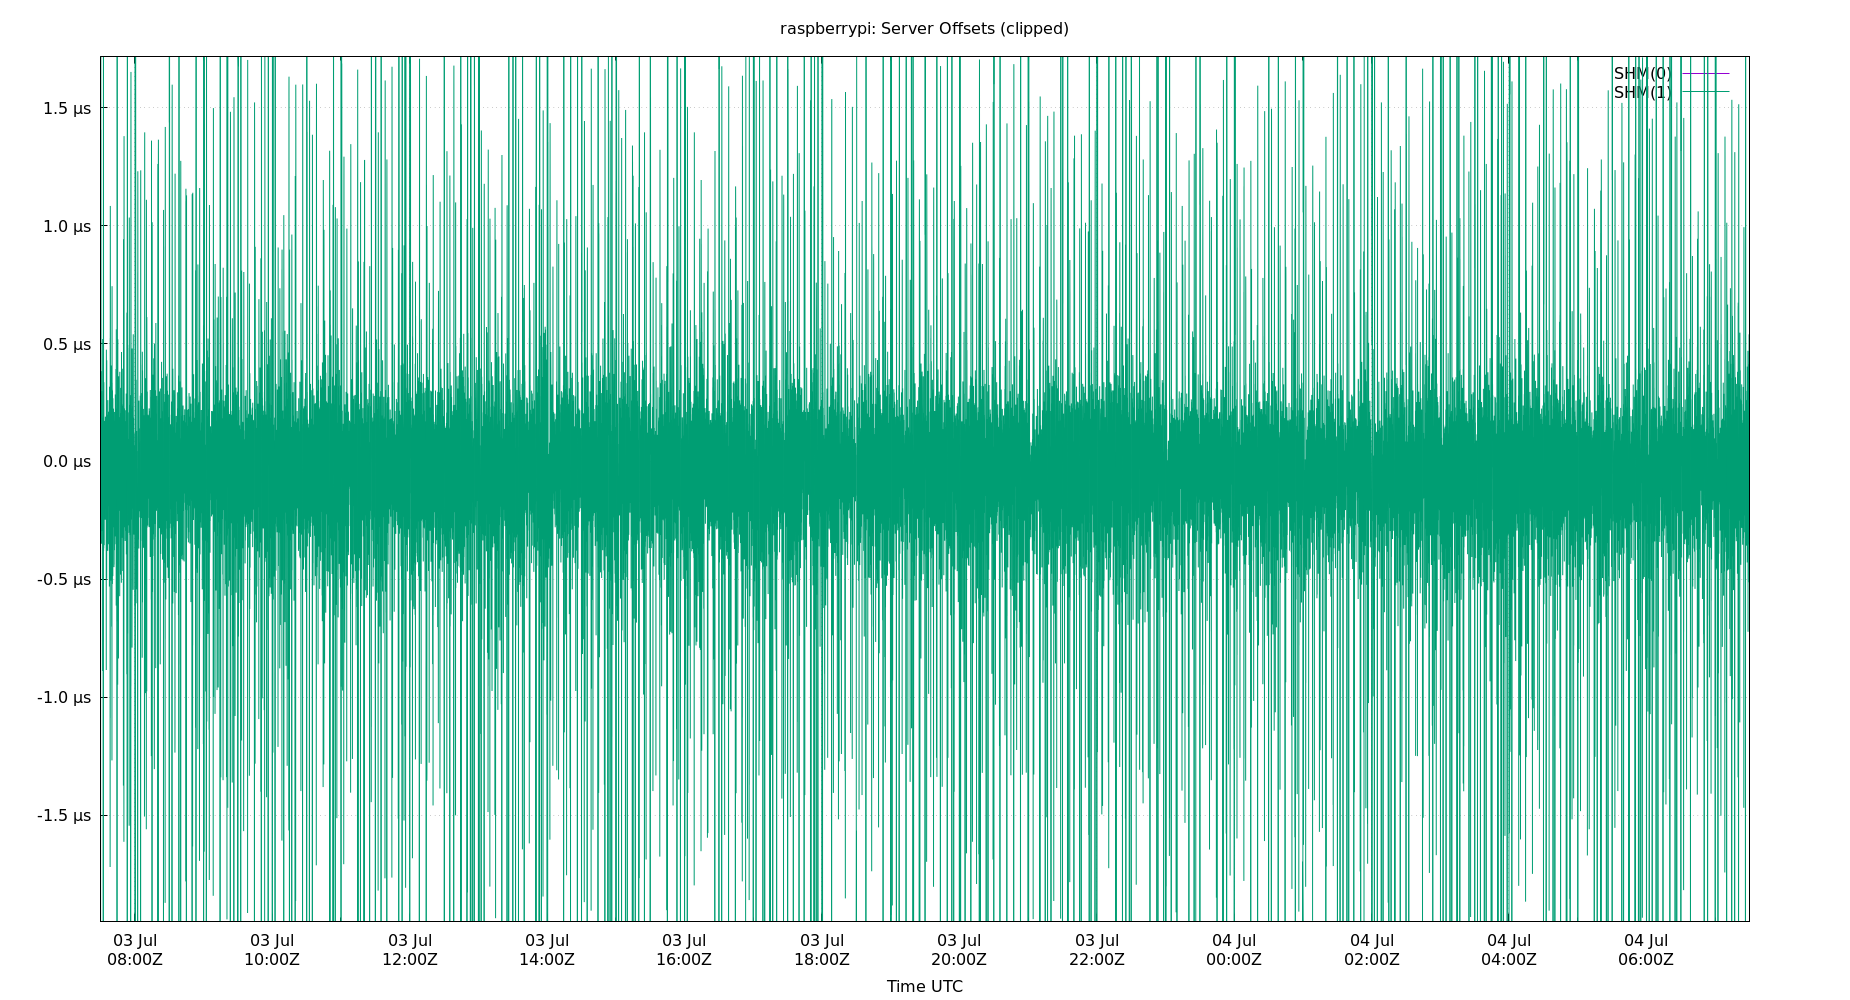 raspberrypi: Server Offsets (clipped)
SHM(0)
SHM(1)
1.5 µs
1.0 µs
0.5 µs
0.0 µs
-0.5 µs
-1.0 µs
-1.5 µs
03 Jul 03 Jul 03 Jul 03 Jul 03 Jul 03 Jul 03 Jul 03 Jul 04 Jul 04 Jul 04 Jul 04 Jul
08:00Z 10:00Z 12:00Z 14:00Z 16:00Z 18:00Z 20:00Z 22:00Z 00:00Z 02:00Z 04:00Z 06:00Z
Time UTC